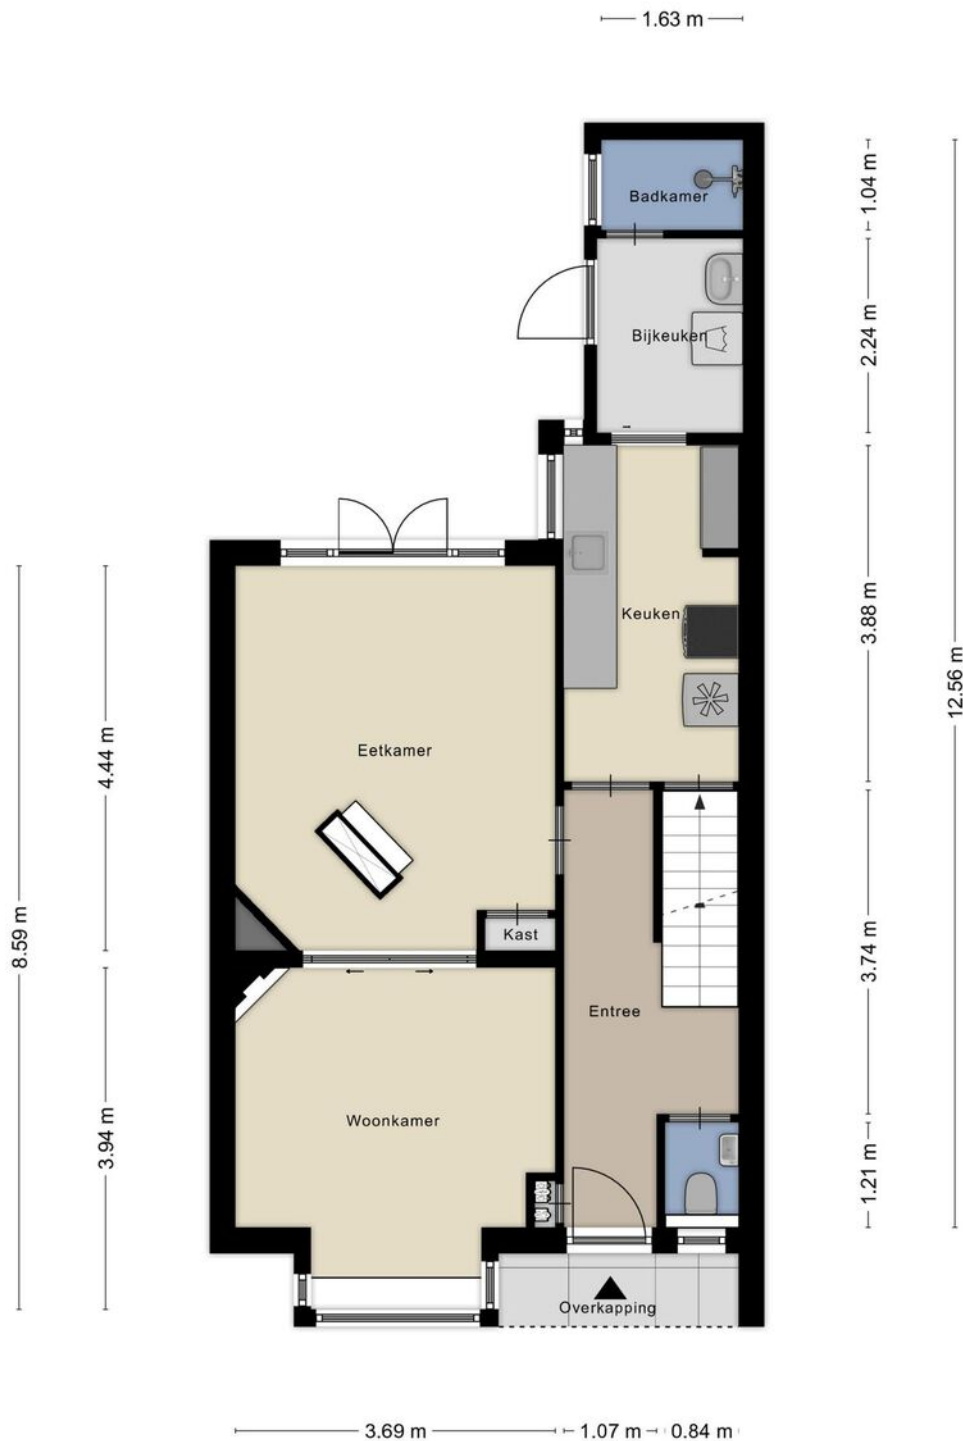 1.63 m
1.04 m
Badkamer
2.24 m
Bijkeuken
3.88 m
Keuken
12.56 m
4.44 m
Eetkamer
8.59 m
Kast
3.74 m
Entree
3.94 m
Woonkamer
1.21 m
Overkapping
3.69 m
1.07 m
0.84 m